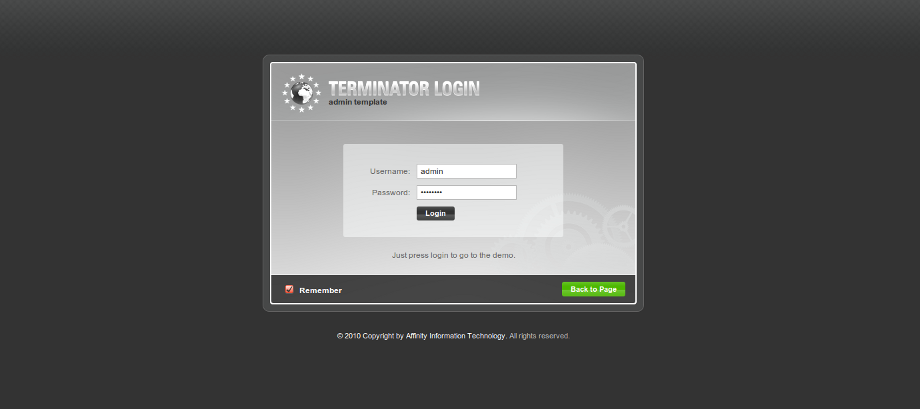 TERMINATOR LOGIN
admin template
Username: admin
Password: ••••••••
Login
Just press login to go to the demo.
Remember
Back to Page
© 2010 Copyright by Affinity Information Technology. All rights reserved.